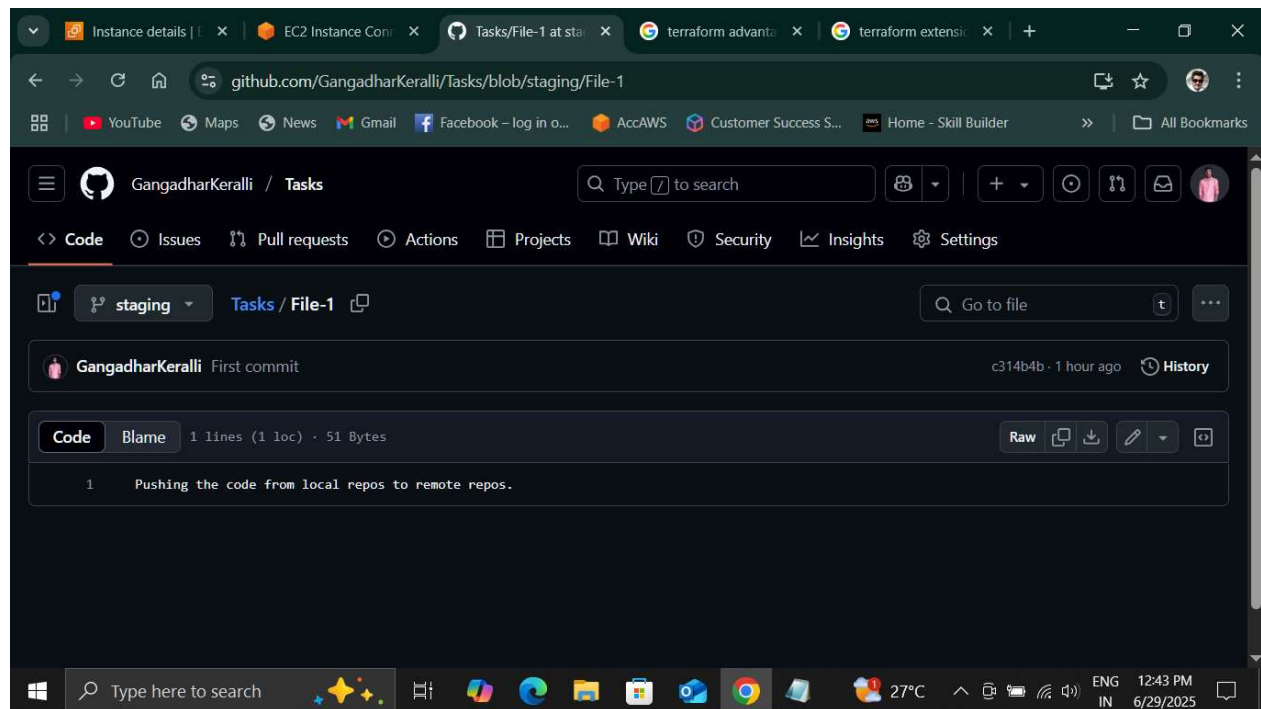 Instance details | E
EC2 Instance Conn
Tasks/File-1 at sta
terraform advanta
terraform extensio
github.com/GangadharKeralli/Tasks/blob/staging/File-1
YouTube
Maps
News
Gmail
Facebook – log in o...
AccAWS
Customer Success S...
aws
Home - Skill Builder
»
All Bookmarks
GangadharKeralli / Tasks
Type / to search
<> Code
Issues
Pull requests
Actions
Projects
Wiki
Security
Insights
Settings
staging
Tasks / File-1
Go to file
t
GangadharKeralli First commit
c314b4b · 1 hour ago
History
Code
Blame
1 lines (1 loc) · 51 Bytes
Raw
1 Pushing the code from local repos to remote repos.
Type here to search
1
27°C
ENG
IN
12:43 PM
6/29/2025